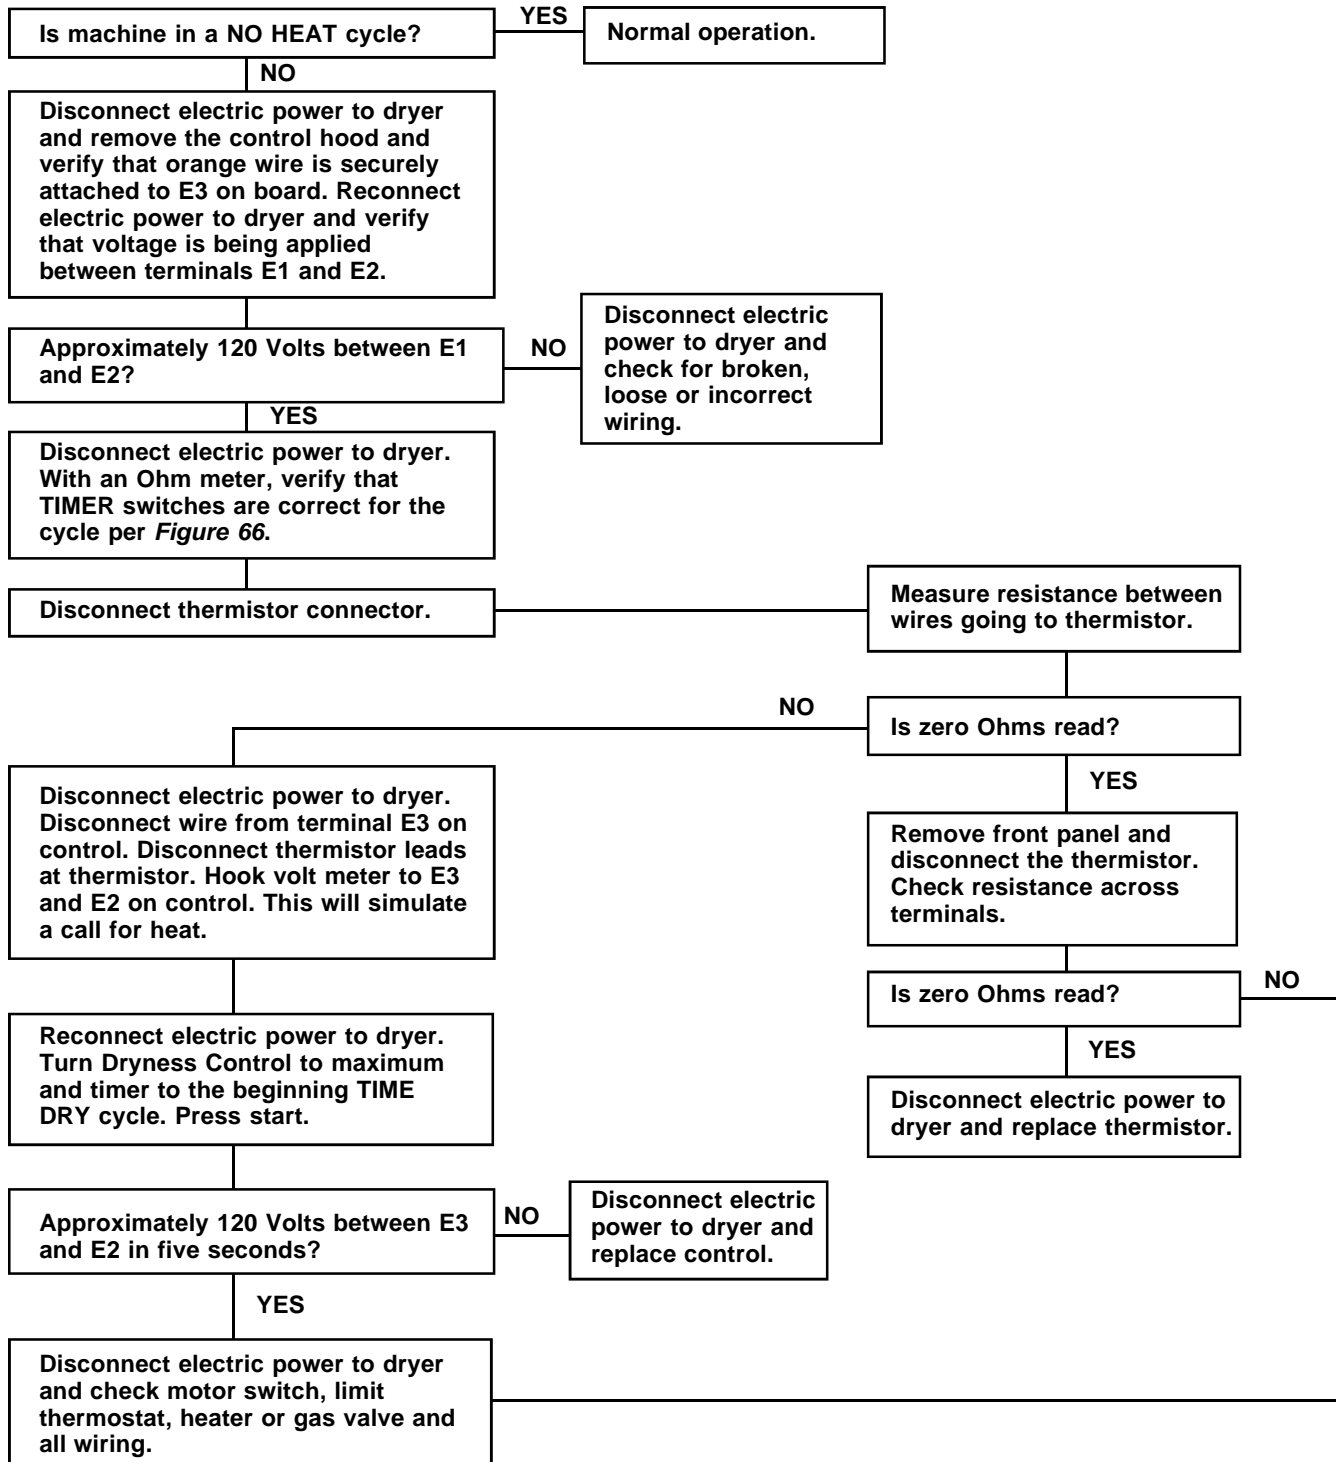 Is machine in a NO HEAT cycle?
YES
Normal operation.
NO
Disconnect electric power to dryer
and remove the control hood and
verify that orange wire is securely
attached to E3 on board. Reconnect
electric power to dryer and verify
that voltage is being applied
between terminals E1 and E2.
Approximately 120 Volts between E1
and E2?
NO
Disconnect electric
power to dryer and
check for broken,
loose or incorrect
wiring.
YES
Disconnect electric power to dryer.
With an Ohm meter, verify that
TIMER switches are correct for the
cycle per Figure 66.
Disconnect thermistor connector.
Measure resistance between
wires going to thermistor.
Is zero Ohms read?
NO
YES
Remove front panel and
disconnect the thermistor.
Check resistance across
terminals.
Is zero Ohms read?
NO
YES
Disconnect electric power to
dryer and replace thermistor.
Disconnect electric power to dryer.
Disconnect wire from terminal E3 on
control. Disconnect thermistor leads
at thermistor. Hook volt meter to E3
and E2 on control. This will simulate
a call for heat.
Reconnect electric power to dryer.
Turn Dryness Control to maximum
and timer to the beginning TIME
DRY cycle. Press start.
Approximately 120 Volts between E3
and E2 in five seconds?
NO
Disconnect electric
power to dryer and
replace control.
YES
Disconnect electric power to dryer
and check motor switch, limit
thermostat, heater or gas valve and
all wiring.